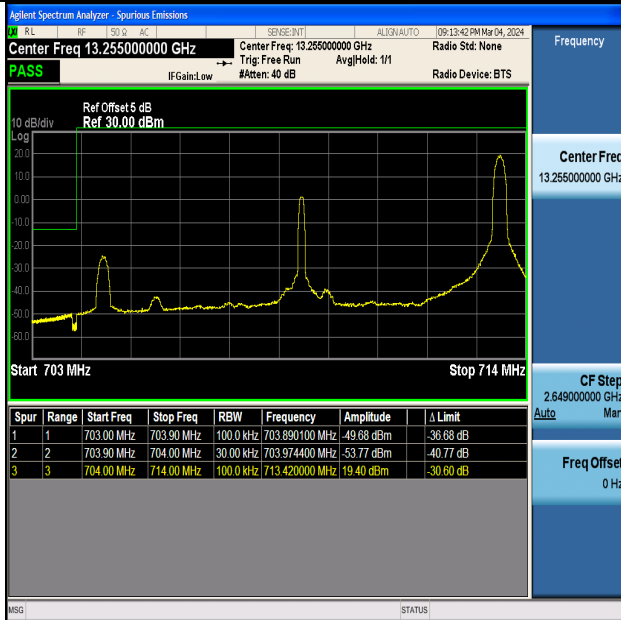 Agilent Spectrum Analyzer - Spurious Emissions
RL RF 50 Ω AC SENSE:INT ALIGN AUTO 09:13:42 PM Mar 04, 2024
Center Freq 13.255000000 GHz Center Freq: 13.255000000 GHz Radio Std: None Frequency
Trig: Free Run Avg|Hold: 1/1
PASS IFGain:Low #Atten: 40 dB Radio Device: BTS
Ref Offset 5 dB
10 dB/div Ref 30.00 dBm
Log
20.0
10.0
0.00
-10.0
-20.0
-30.0
-40.0
-50.0
-60.0
Start 703 MHz Stop 714 MHz
Center Freq
13.255000000 GHz
CF Step
2.649000000 GHz
Auto Man
Freq Offset
0 Hz
Spur Range Start Freq Stop Freq RBW Frequency Amplitude Δ Limit
1 1 703.00 MHz 703.90 MHz 100.0 kHz 703.890100 MHz -49.68 dBm -36.68 dB
2 2 703.90 MHz 704.00 MHz 30.00 kHz 703.974400 MHz -53.77 dBm -40.77 dB
3 3 704.00 MHz 714.00 MHz 100.0 kHz 713.420000 MHz 19.40 dBm -30.60 dB
MSG STATUS